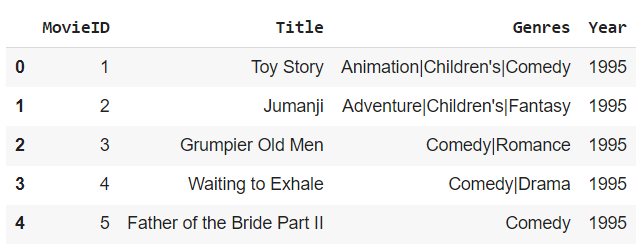 MovieID Title Genres Year
0 1 Toy Story Animation|Children's|Comedy 1995
1 2 Jumanji Adventure|Children's|Fantasy 1995
2 3 Grumpier Old Men Comedy|Romance 1995
3 4 Waiting to Exhale Comedy|Drama 1995
4 5 Father of the Bride Part II Comedy 1995